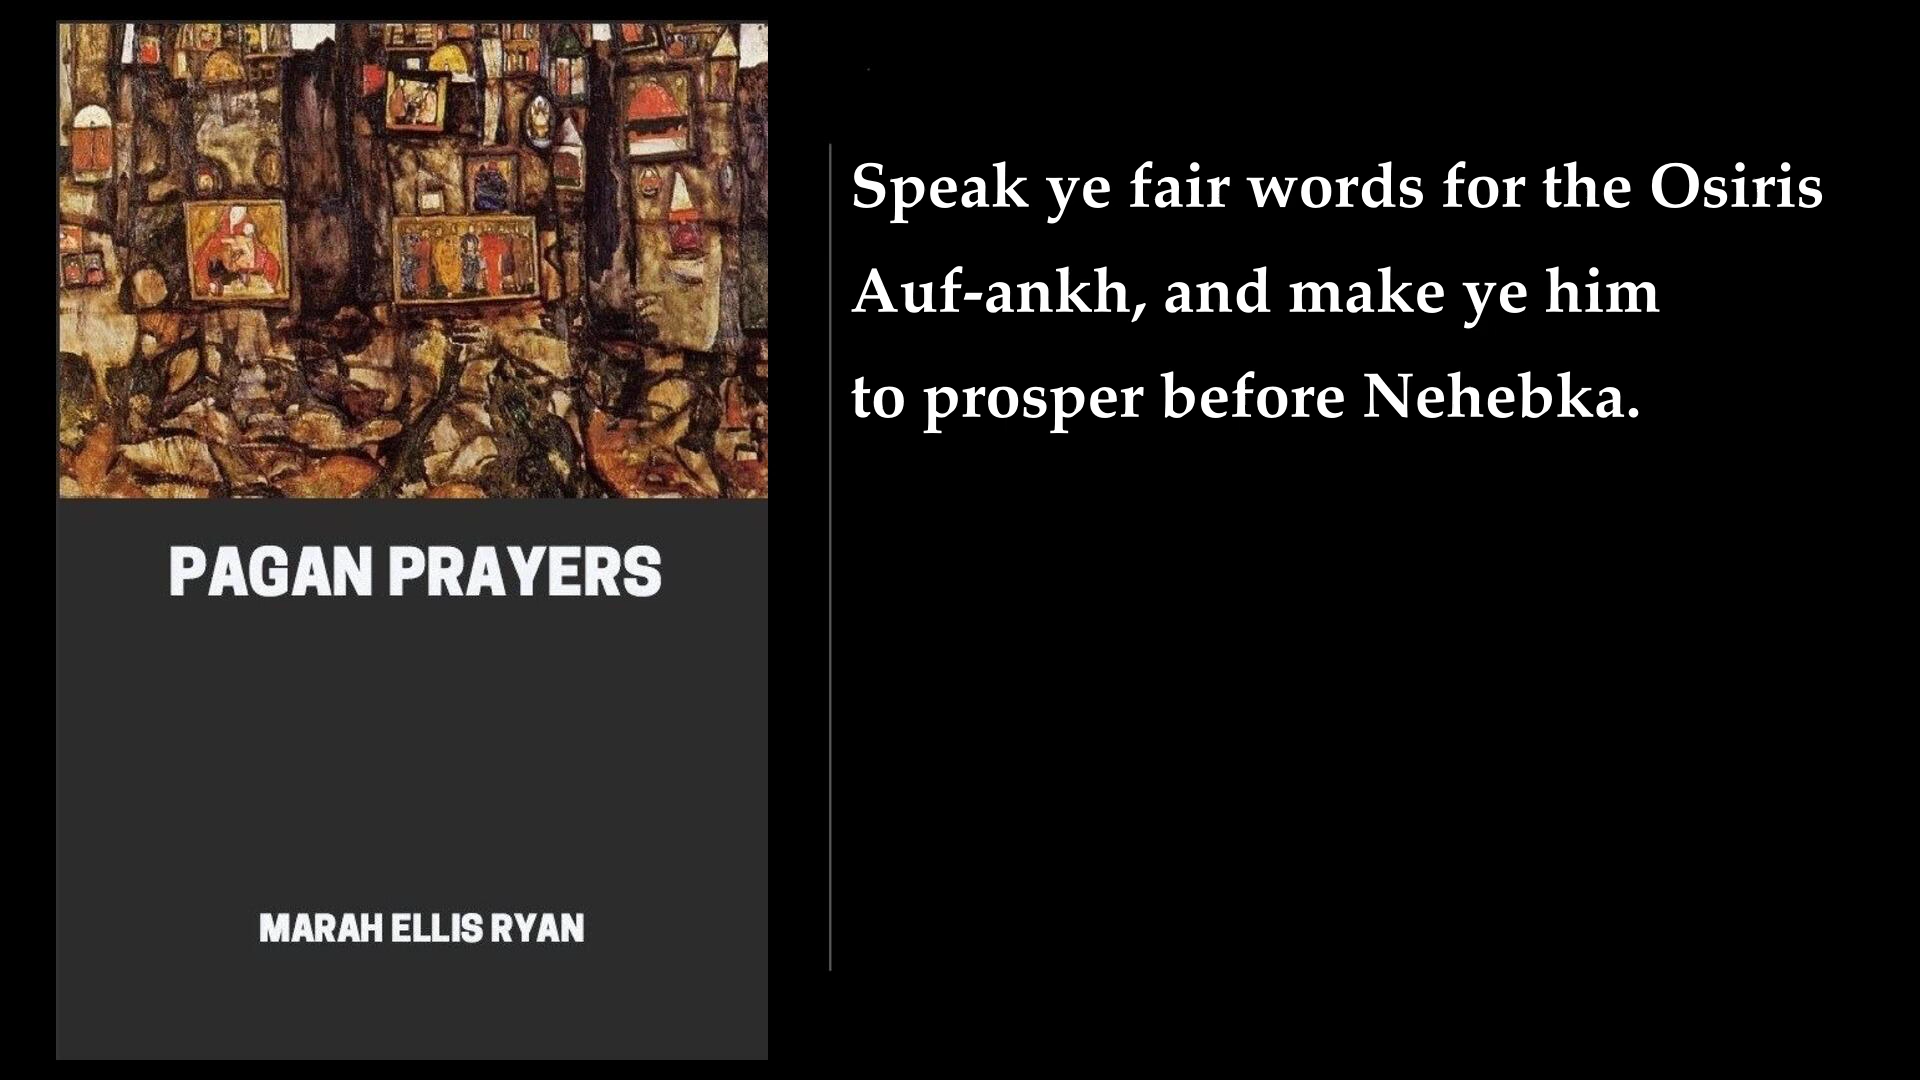 PAGAN PRAYERS
MARAH ELLIS RYAN
Speak ye fair words for the Osiris
Auf-ankh, and make ye him
to prosper before Nehebka.